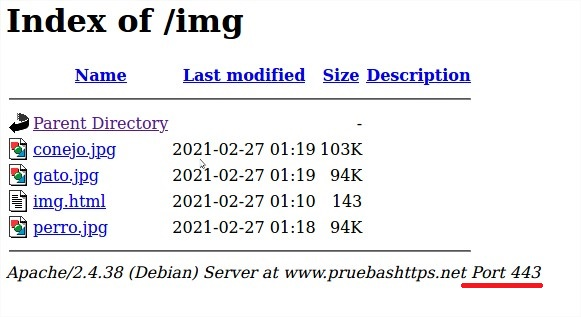 Index of /img
Name Last modified Size Description
Parent Directory -
conejo.jpg 2021-02-27 01:19 103K
gato.jpg 2021-02-27 01:19 94K
img.html 2021-02-27 01:10 143
perro.jpg 2021-02-27 01:18 94K
Apache/2.4.38 (Debian) Server at www.pruebashttps.net Port 443